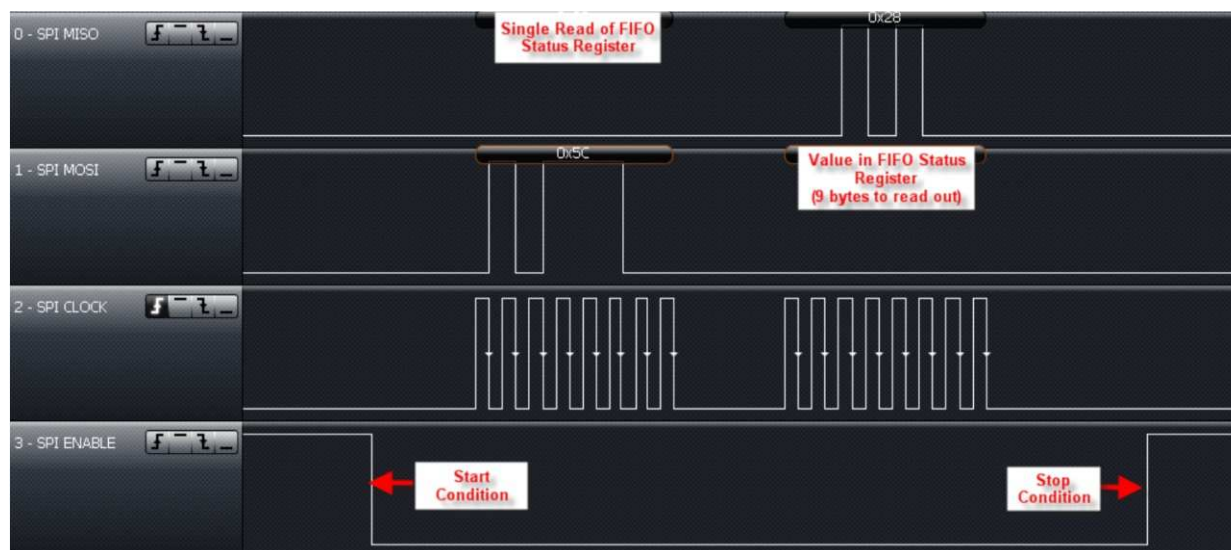 0 - SPI MISO
Single Read of FIFO
Status Register
0x28
1 - SPI MOSI
0x5C
Value in FIFO Status
Register
(9 bytes to read out)
2 - SPI CLOCK
3 - SPI ENABLE
Start
Condition
Stop
Condition